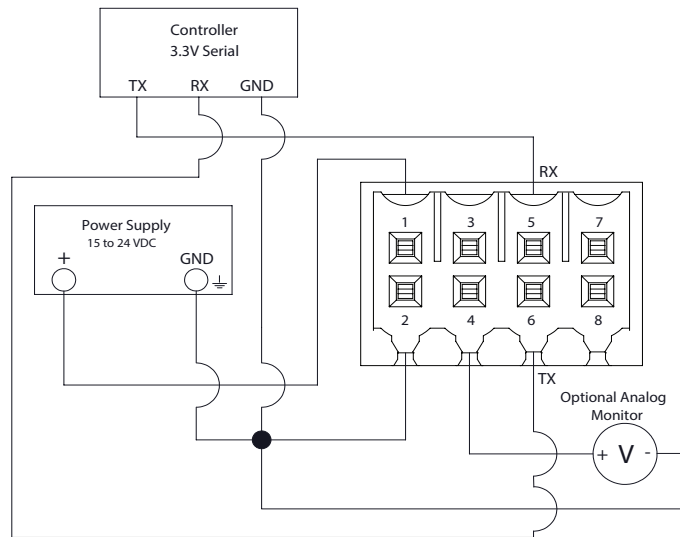 Controller
3.3V Serial
TX RX GND
RX
Power Supply
15 to 24 VDC
+ GND
1 3 5 7
2 4 6 8
TX
Optional Analog
Monitor
+ V -